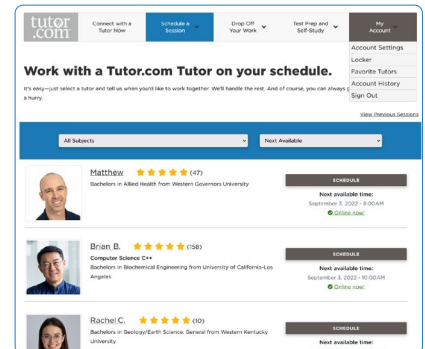 tutor
.com
Connect with a
Tutor Now
Schedule a
Session
Drop Off
Your Work
Test Prep and
Self-Study
My
Account
Account Settings
Locker
Favorite Tutors
Account History
Sign Out
Work with a Tutor.com Tutor on your schedule.
It's easy—just select a tutor and tell us when you'd like to work together. We'll handle the rest. And of course, you can always
a hurry.
View Previous Sessions
All Subjects
Next Available
Matthew (47)
Bachelors in Allied Health from Western Governors University
SCHEDULE
Next available time:
September 3, 2022 - 8:00AM
Online now!
Brian B. (158)
Computer Science C++
Bachelors in Biochemical Engineering from University of California-Los
Angeles
SCHEDULE
Next available time:
September 3, 2022 - 10:00AM
Online now!
Rachel C. (10)
Bachelors in Geology/Earth Science, General from Western Kentucky
University
SCHEDULE
Next available time: